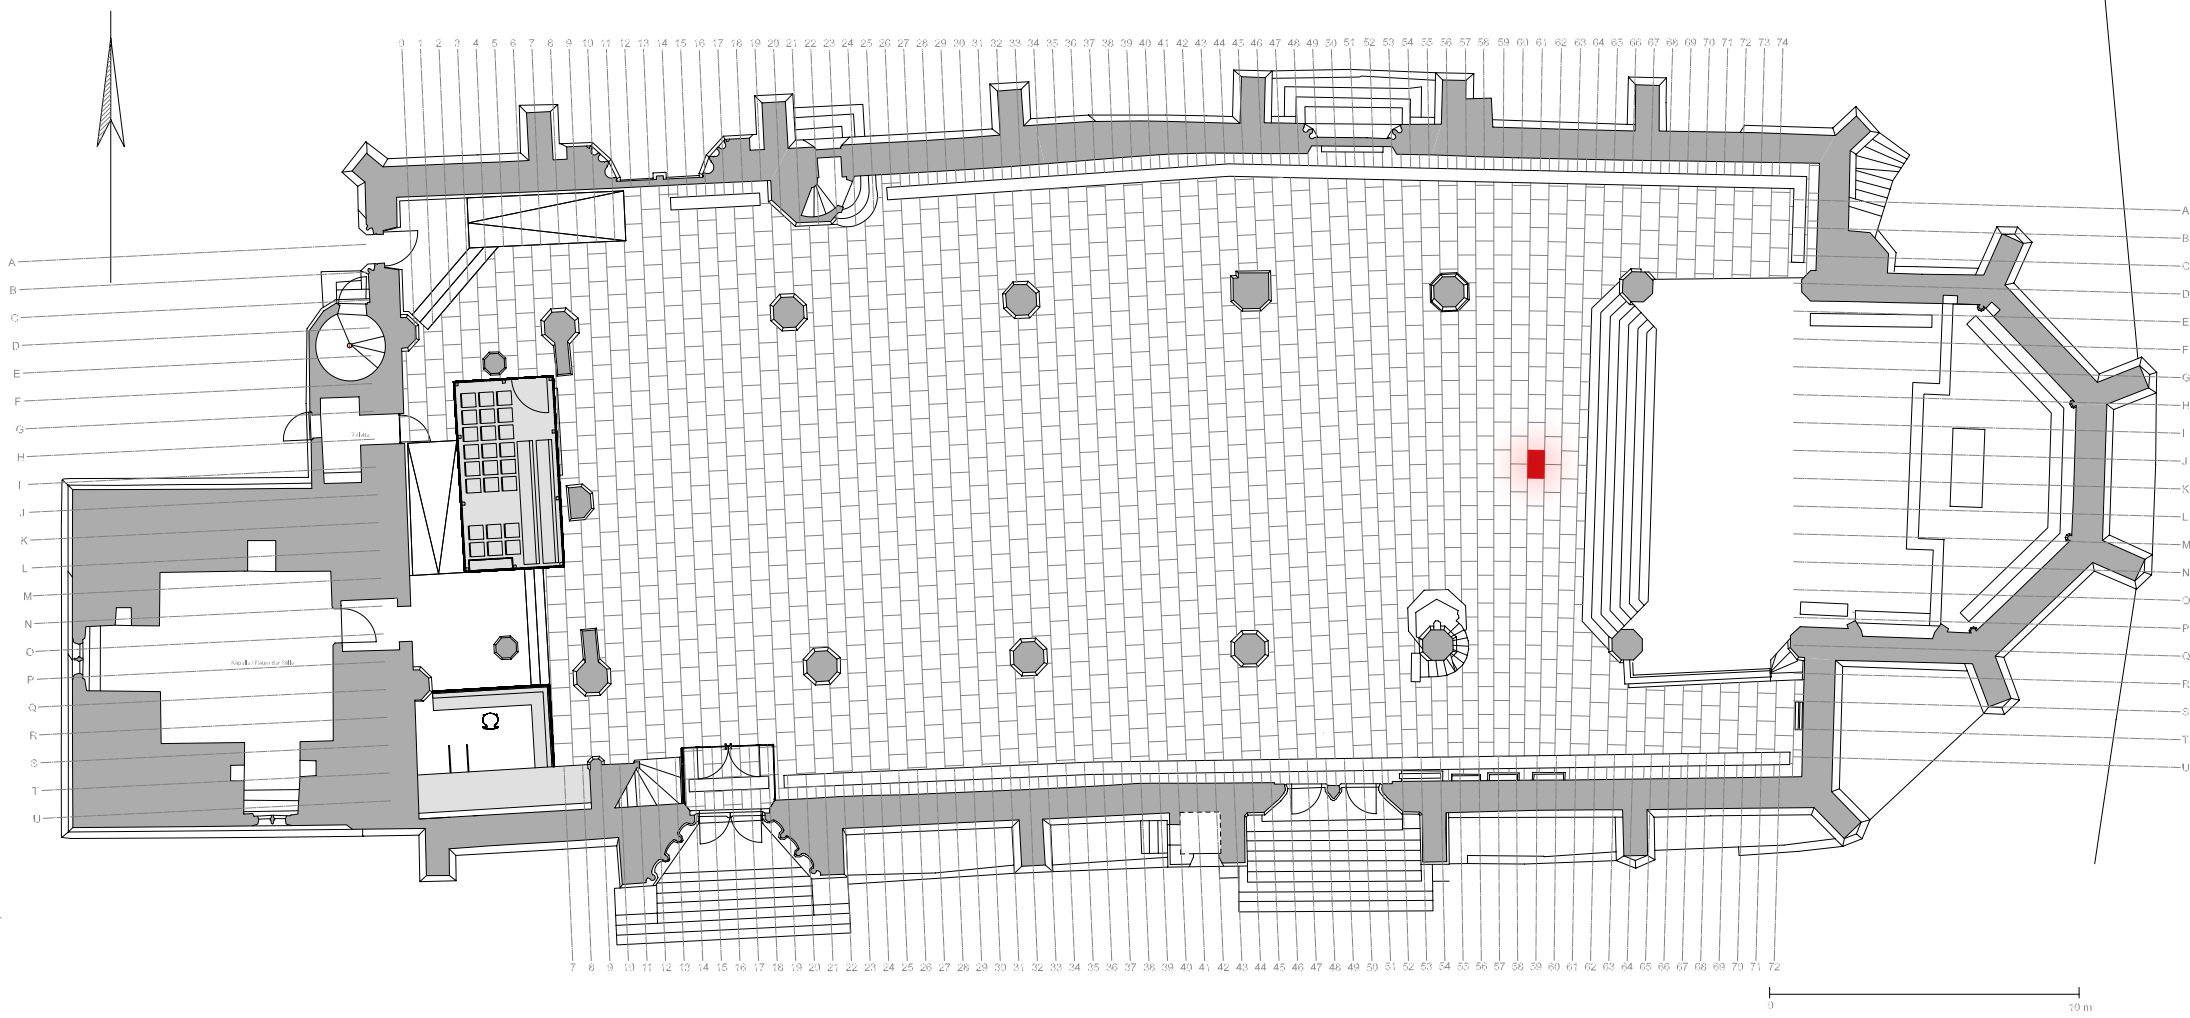 0 1 2 3 4 5 6 7 8 9 10 11 12 13 14 15 16 17 18 19 20 21 22 23 24 25 26 27 28 29 30 31 32 33 34 35 36 37 38 39 40 41 42 43 44 45 46 47 48 49 50 51 52 53 54 55 56 57 58 59 60 61 62 63 64 65 66 67 68 69 70 71 72 73 74
A
B
C
D
E
F
G
H
I
J
K
L
M
N
O
P
Q
R
S
T
U
Kapelle / Raum der Stille
A
B
C
D
E
F
G
H
I
J
K
L
M
N
O
P
Q
R
S
T
U
7 8 9 10 11 12 13 14 15 16 17 18 19 20 21 22 23 24 25 26 27 28 29 30 31 32 33 34 35 36 37 38 39 40 41 42 43 44 45 46 47 48 49 50 51 52 53 54 55 56 57 58 59 60 61 62 63 64 65 66 67 68 69 70 71 72
0 10 m